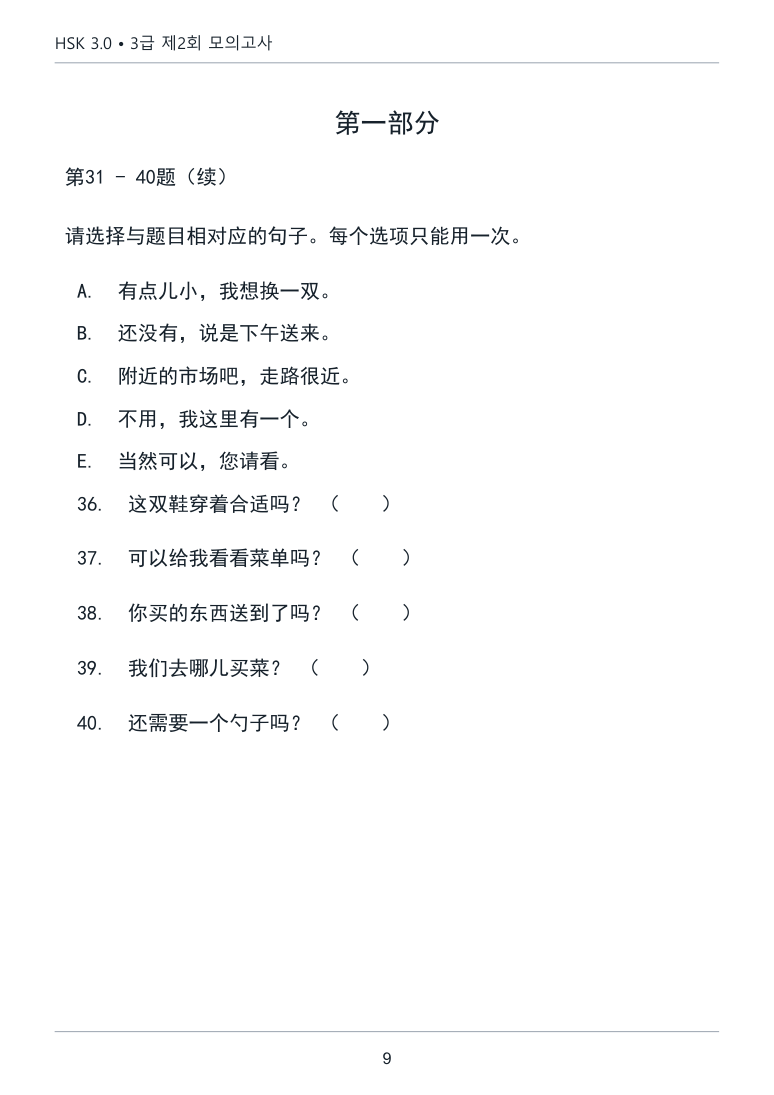 HSK 3.0 • 3급 제2회 모의고사
第一部分
第31 - 40题（续）
请选择与题目相对应的句子。每个选项只能用一次。
A. 有点儿小，我想换一双。
B. 还没有，说是下午送来。
C. 附近的市场吧，走路很近。
D. 不用，我这里有一个。
E. 当然可以，您请看。
36. 这双鞋穿着合适吗？ （　　）
37. 可以给我看看菜单吗？ （　　）
38. 你买的东西送到了吗？ （　　）
39. 我们去哪儿买菜？ （　　）
40. 还需要一个勺子吗？ （　　）
9